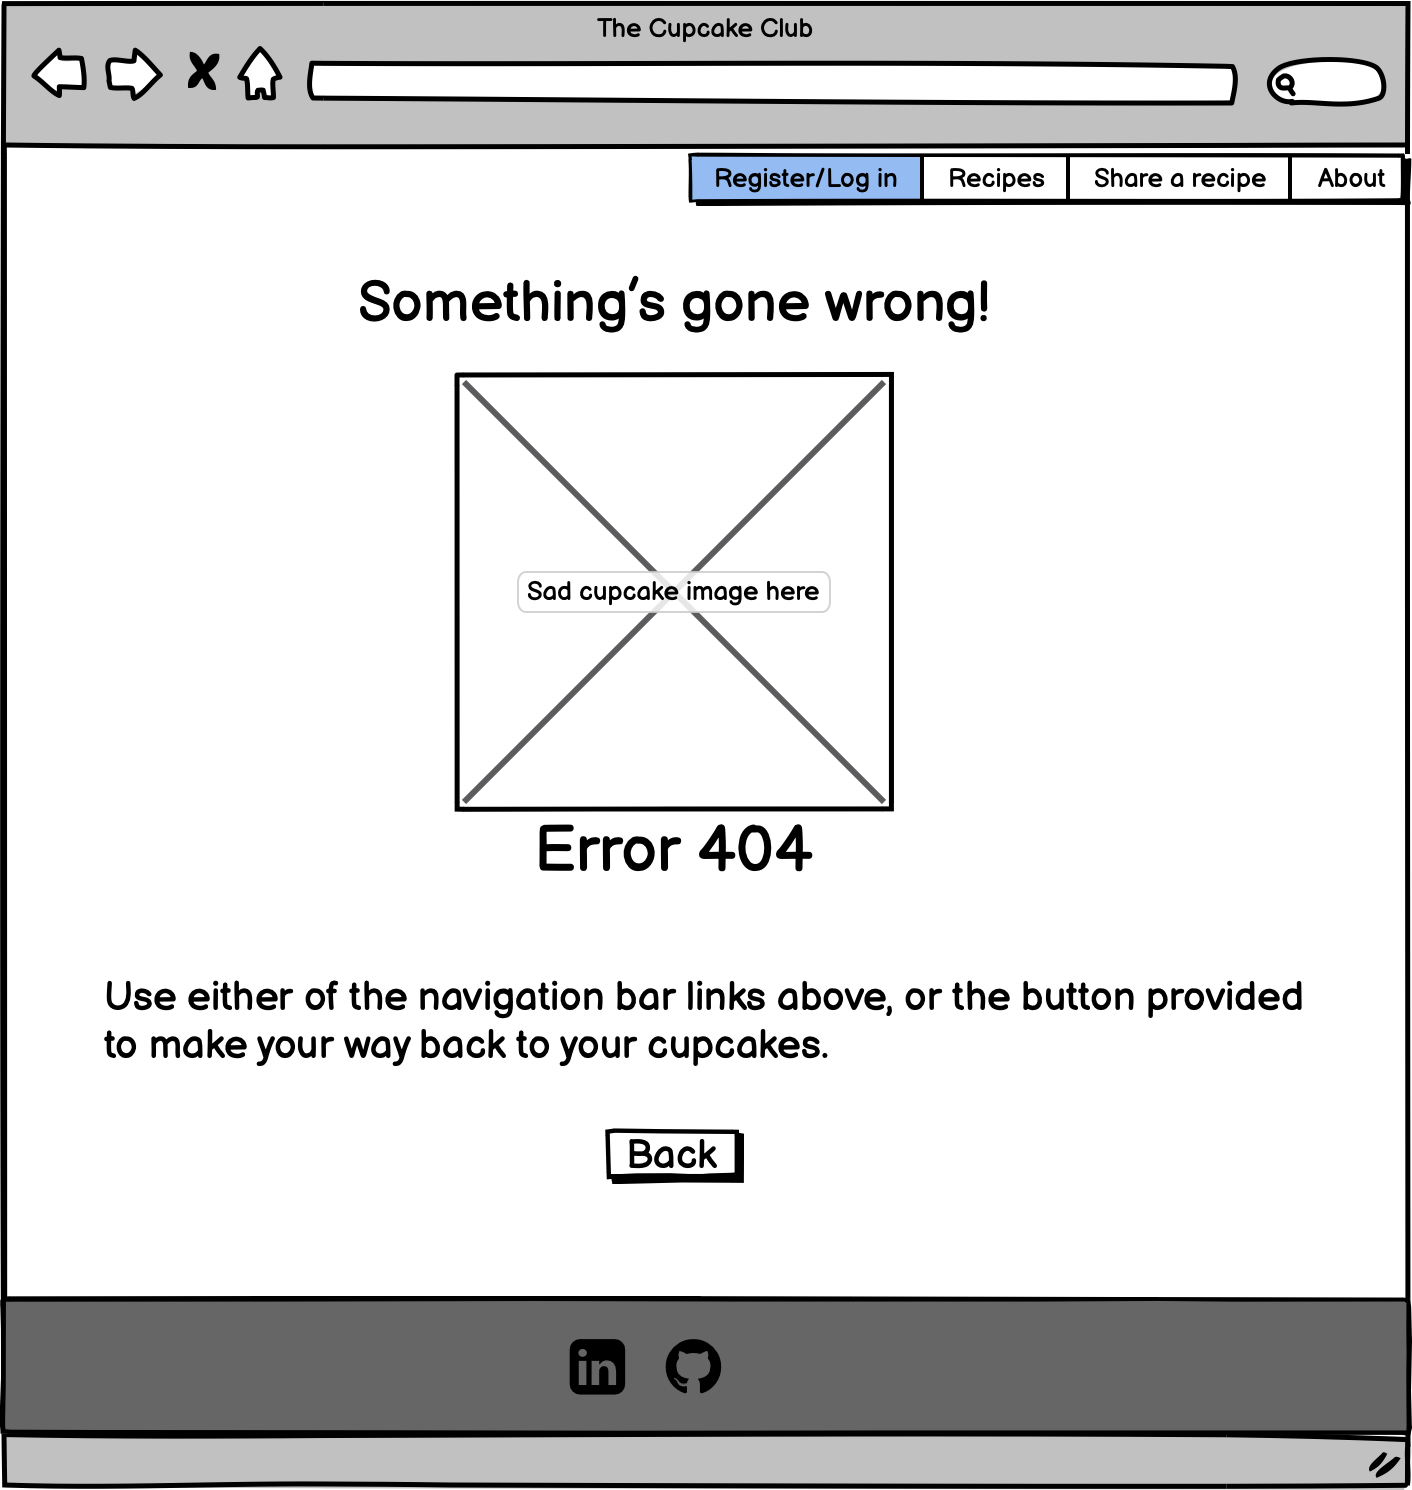 The Cupcake Club
Register/Log in Recipes Share a recipe About
Something's gone wrong!
Sad cupcake image here
Error 404
Use either of the navigation bar links above, or the button provided
to make your way back to your cupcakes.
Back
in